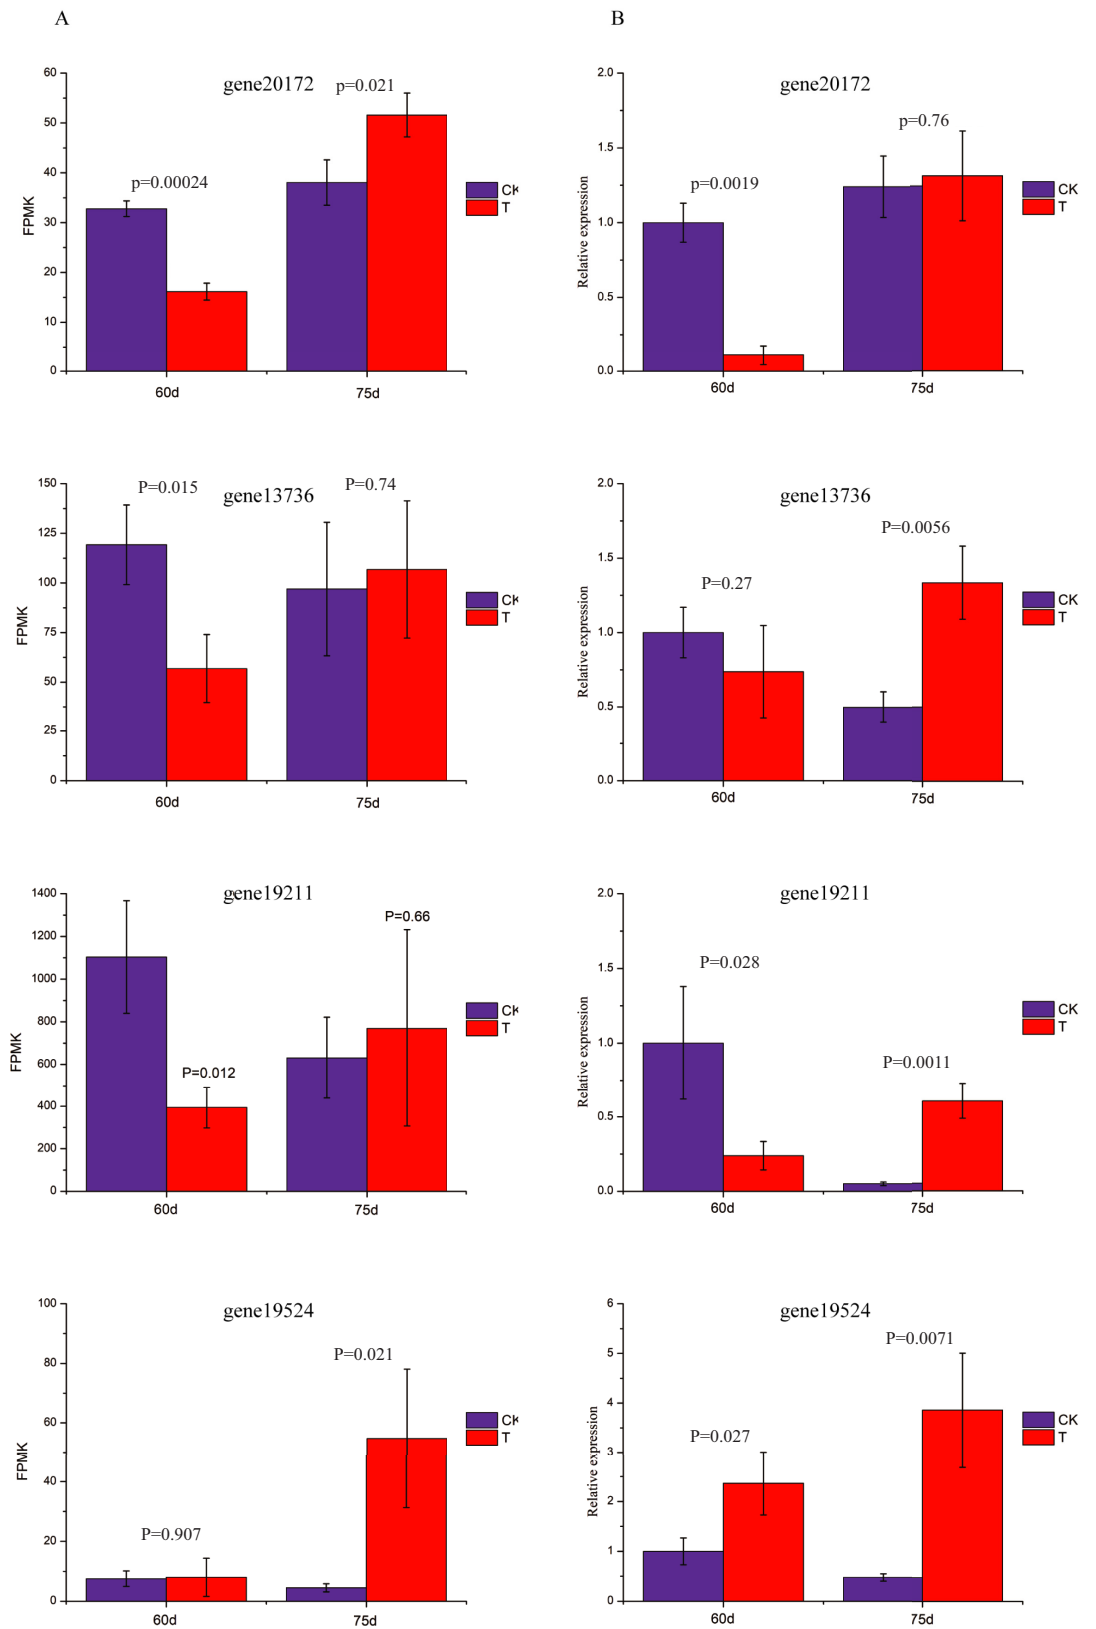 A
B
gene20172
p=0.021
p=0.00024
FPMK
60
50
40
30
20
10
0
60d
75d
CK
T
gene20172
p=0.76
p=0.0019
Relative expression
2.0
1.5
1.0
0.5
0.0
60d
75d
CK
T
gene13736
P=0.015
P=0.74
FPMK
150
125
100
75
50
25
0
60d
75d
CK
T
gene13736
P=0.0056
P=0.27
Relative expression
2.0
1.5
1.0
0.5
0.0
60d
75d
CK
T
gene19211
P=0.66
P=0.012
FPMK
1400
1200
1000
800
600
400
200
0
60d
75d
CK
T
gene19211
P=0.028
P=0.0011
Relative expression
2.0
1.5
1.0
0.5
0.0
60d
75d
CK
T
gene19524
P=0.021
P=0.907
FPMK
100
80
60
40
20
0
60d
75d
CK
T
gene19524
P=0.0071
P=0.027
Relative expression
6
5
4
3
2
1
0
60d
75d
CK
T